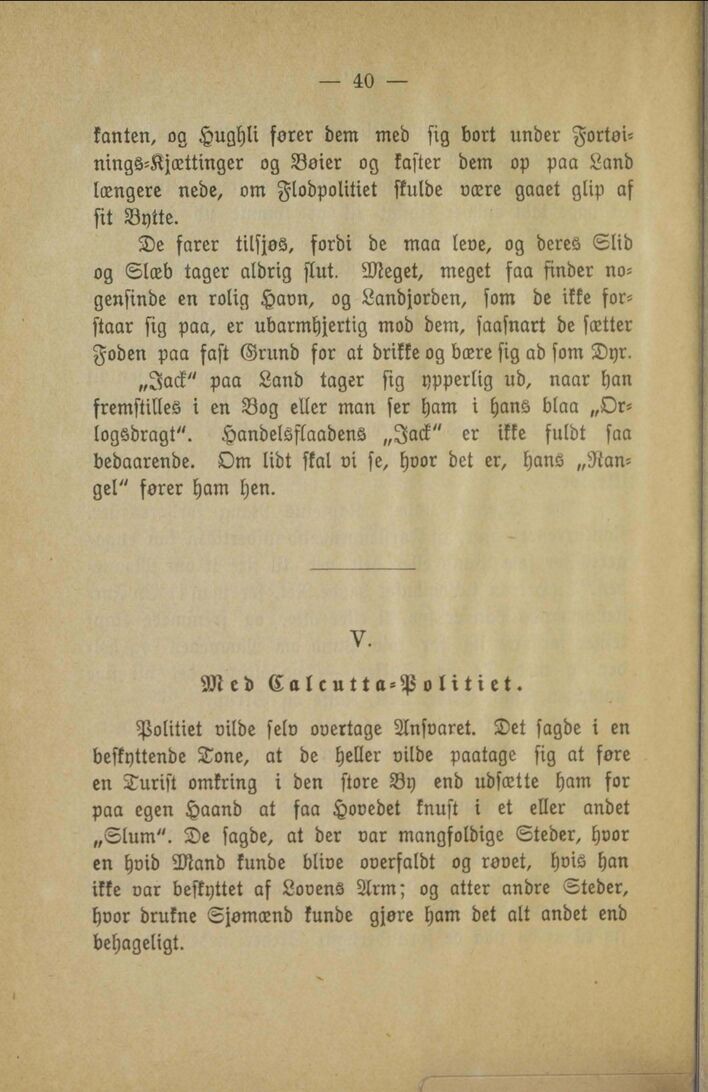 — 40 —
kanten, og Hughli fører dem med sig bort under Fortøi-
nings-Kjættinger og Bøier og kaster dem op paa Land
længere nede, om Flodpolitiet skulde være gaaet glip af
sit Bytte.
De farer tilsjøs, fordi de maa leve, og deres Slid
og Slæb tager aldrig slut. Meget, meget faa finder no-
gensinde en rolig Havn, og Landjorden, som de ikke for-
staar sig paa, er ubarmhjertig mod dem, saasnart de sætter
Foden paa fast Grund for at drikke og bære sig ad som Dyr.
„Jack“ paa Land tager sig ypperlig ud, naar han
fremstilles i en Bog eller man ser ham i hans blaa „Or-
logsdragt“. Handelsflaadens „Jack“ er ikke fuldt saa
bedaarende. Om lidt skal vi se, hvor det er, hans „Ran-
gel“ fører ham hen.
V.
Med Calcutta-Politiet.
Politiet vilde selv overtage Ansvaret. Det sagde i en
beskyttende Tone, at de heller vilde paatage sig at føre
en Turist omkring i den store By end udsætte ham for
paa egen Haand at faa Hovedet knust i et eller andet
„Slum“. De sagde, at der var mangfoldige Steder, hvor
en hvid Mand kunde blive overfaldt og røvet, hvis han
ikke var beskyttet af Lovens Arm; og atter andre Steder,
hvor drukne Sjømænd kunde gjøre ham det alt andet end
behageligt.